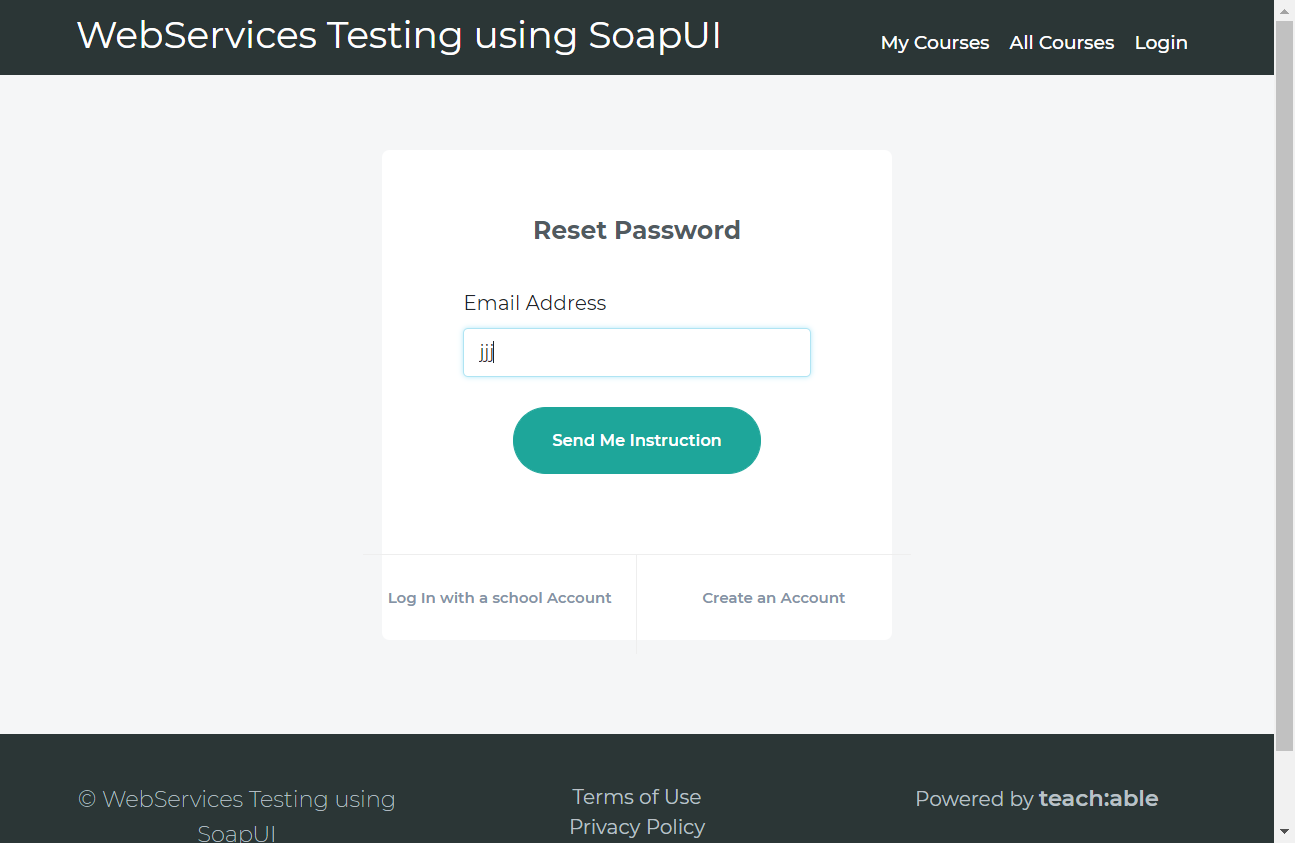 WebServices Testing using SoapUI
My Courses All Courses Login
Reset Password
Email Address
jjj
Send Me Instruction
Log In with a school Account
Create an Account
© WebServices Testing using
SoapUI
Terms of Use
Privacy Policy
Powered by teach:able